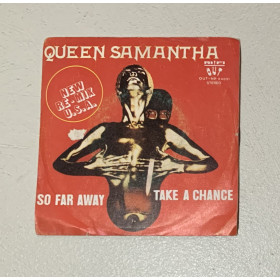 QUEEN SAMANTHA
NEW
RE-MIX
U.S.A.
SO FAR AWAY
TAKE A CHANCE